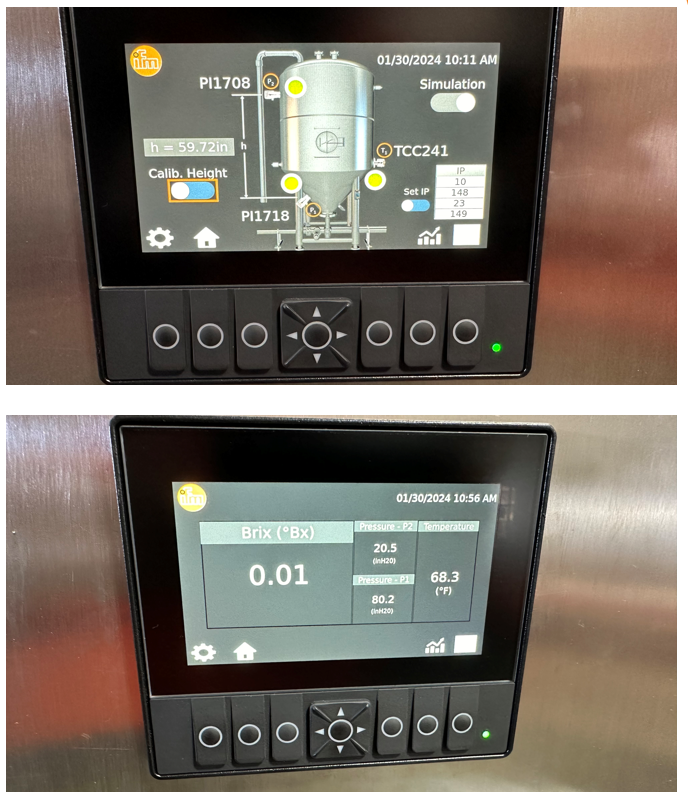 ifm
01/30/2024 10:11 AM
PI1708
P₂
Simulation
h = 59.72in
h
T₁
TCC241
Calib. Height
IP
10
148
23
149
Set IP
PI1718
P₁
ifm
01/30/2024 10:56 AM
Brix (°Bx)
0.01
Pressure - P2
20.5
(inH20)
Pressure - P1
80.2
(inH20)
Temperature
68.3
(°F)